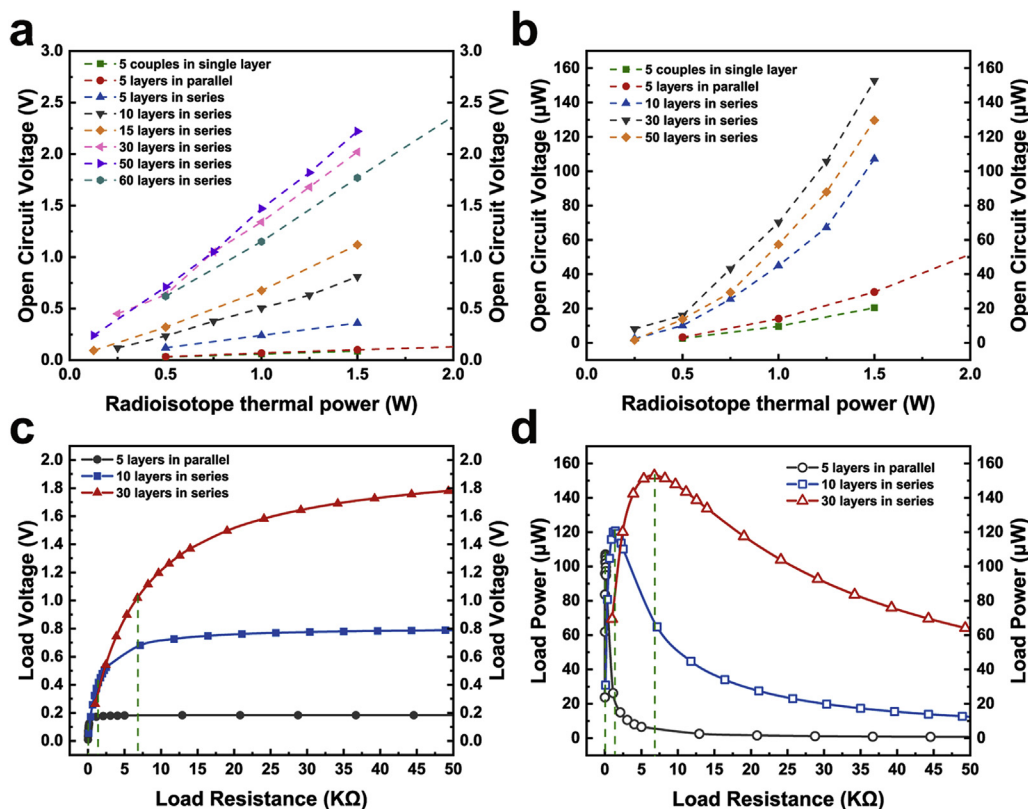 a
3.0
2.5
2.0
1.5
1.0
0.5
0.0
Open Circuit Voltage (V)
5 couples in single layer
5 layers in parallel
5 layers in series
10 layers in series
15 layers in series
30 layers in series
50 layers in series
60 layers in series
3.0
2.5
2.0
1.5
1.0
0.5
0.0
Open Circuit Voltage (V)
0.0 0.5 1.0 1.5 2.0
Radioisotope thermal power (W)
b
160
140
120
100
80
60
40
20
0
Open Circuit Voltage (µW)
5 couples in single layer
5 layers in parallel
10 layers in series
30 layers in series
50 layers in series
160
140
120
100
80
60
40
20
0
Open Circuit Voltage (µW)
0.0 0.5 1.0 1.5 2.0
Radioisotope thermal power (W)
c
2.0
1.8
1.6
1.4
1.2
1.0
0.8
0.6
0.4
0.2
0.0
Load Voltage (V)
5 layers in parallel
10 layers in series
30 layers in series
2.0
1.8
1.6
1.4
1.2
1.0
0.8
0.6
0.4
0.2
0.0
Load Voltage (V)
0 5 10 15 20 25 30 35 40 45 50
Load Resistance (KΩ)
d
160
140
120
100
80
60
40
20
0
Load Power (µW)
5 layers in parallel
10 layers in series
30 layers in series
160
140
120
100
80
60
40
20
0
Load Power (µW)
0 5 10 15 20 25 30 35 40 45 50
Load Resistance (KΩ)